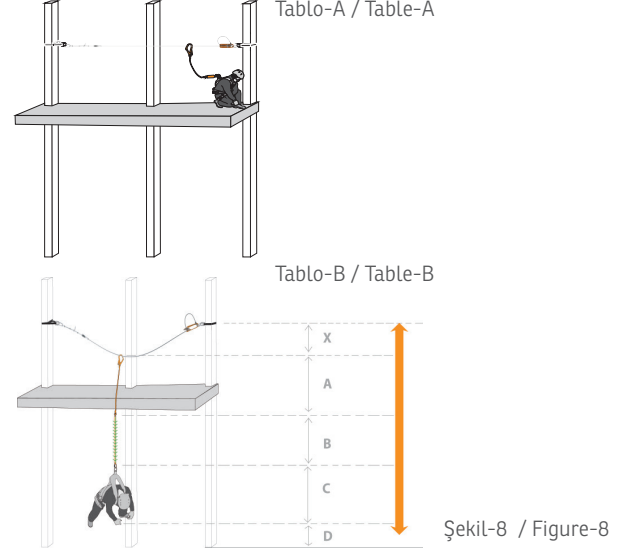 Tablo-A / Table-A
Tablo-B / Table-B
X
A
B
C
D
Şekil-8 / Figure-8